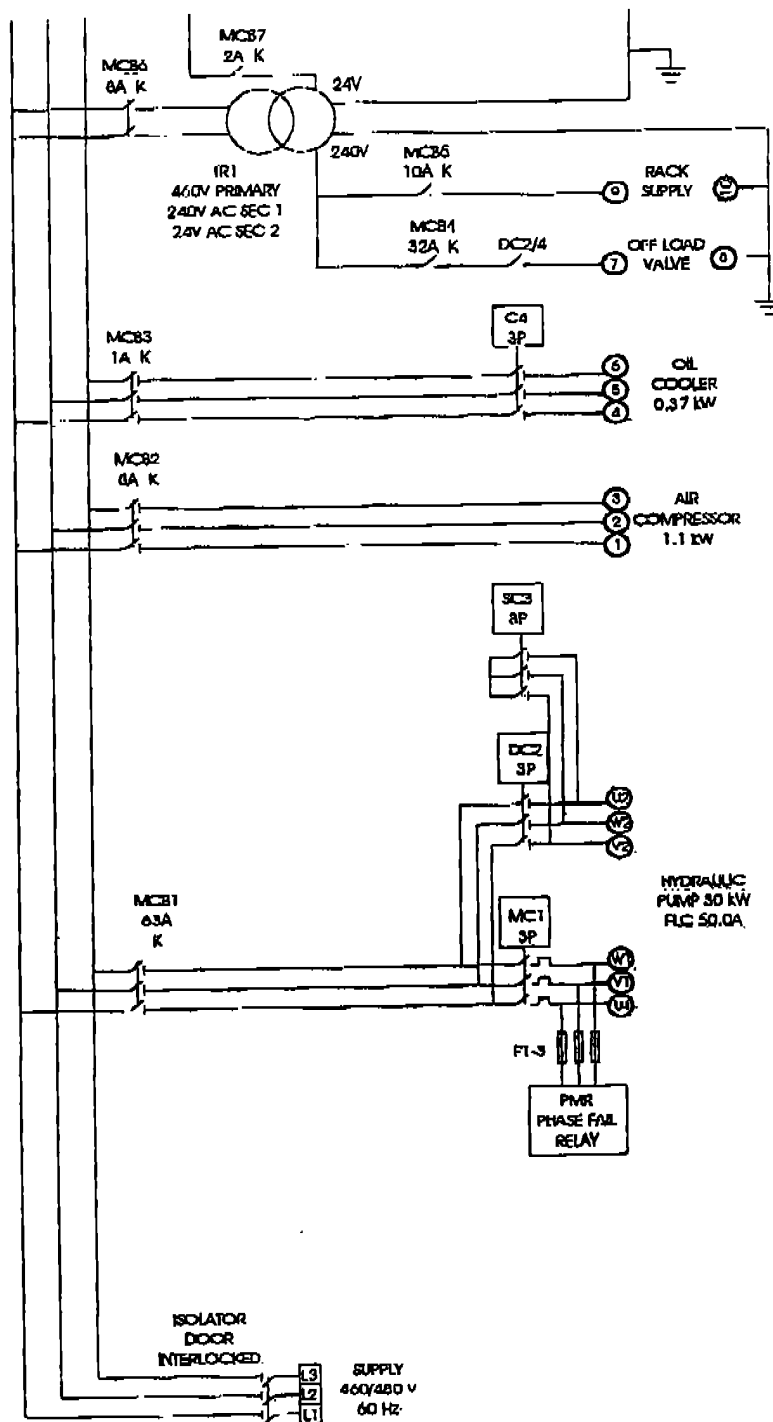 MCB7
2A K
MCB6
6A K
24V
240V
TR1
460V PRIMARY
240V AC SEC 1
24V AC SEC 2
MCB5
10A K
9
RACK
SUPPLY
10
MCB4
32A K
DC2/4
7
OFF LOAD
VALVE
8
MCB3
1A K
C4
3P
6
5
4
OIL
COOLER
0.37 kW
MCB2
6A K
3
2
1
AIR
COMPRESSOR
1.1 kW
SC3
3P
DC2
3P
U2
W2
V2
HYDRAULIC
PUMP 30 kW
FLC 50.0A
MCB1
63A
K
MC1
3P
W1
V1
U1
F1-3
PMR
PHASE FAIL
RELAY
ISOLATOR
DOOR
INTERLOCKED
L3
L2
L1
SUPPLY
460/480 V
60 Hz